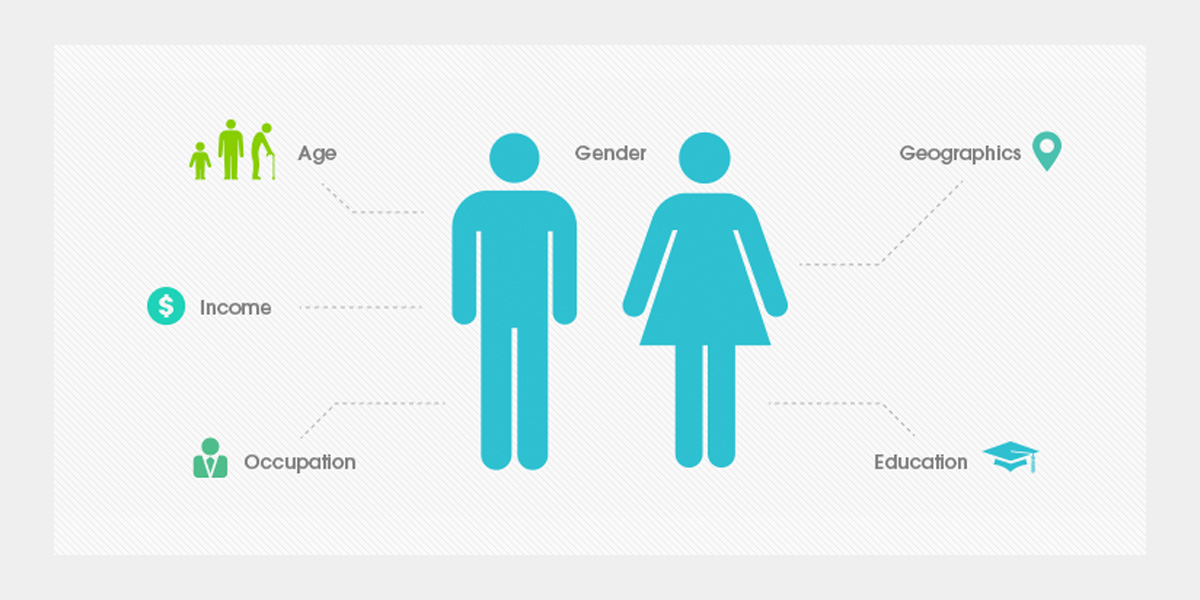 Age
Gender
Geographics
$
Income
Occupation
Education